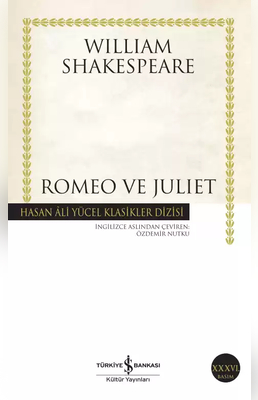 WILLIAM
SHAKESPEARE
ROMEO VE JULIET
HASAN ÂLİ YÜCEL KLASİKLER DİZİSİ
İNGİLİZCE ASLINDAN ÇEVİREN:
ÖZDEMİR NUTKU
TÜRKİYE İŞ BANKASI
Kültür Yayınları
XXXVI.
BASIM